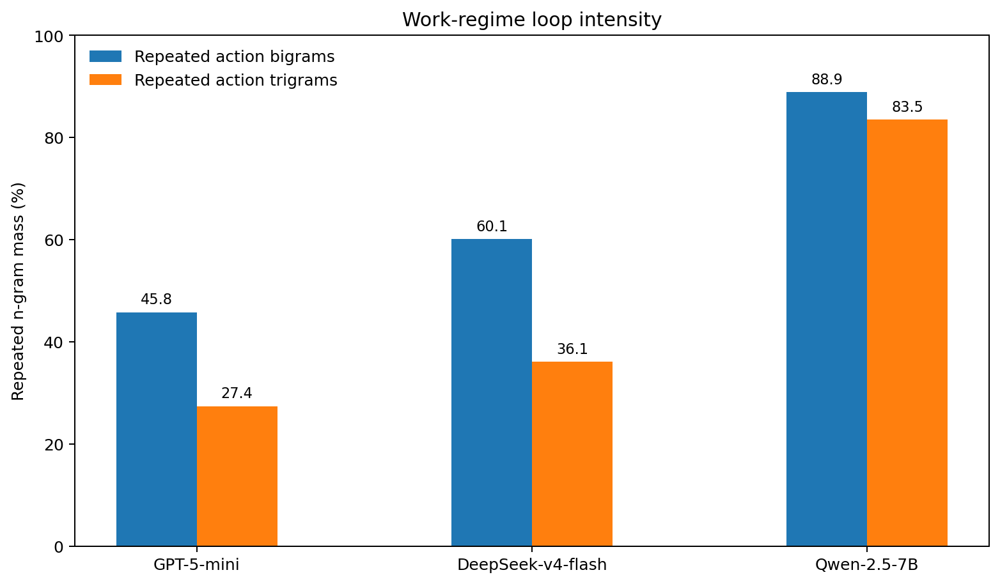 Work-regime loop intensity
Repeated action bigrams
Repeated action trigrams
Repeated n-gram mass (%)
100
80
60
40
20
0
45.8
27.4
60.1
36.1
88.9
83.5
GPT-5-mini
DeepSeek-v4-flash
Qwen-2.5-7B